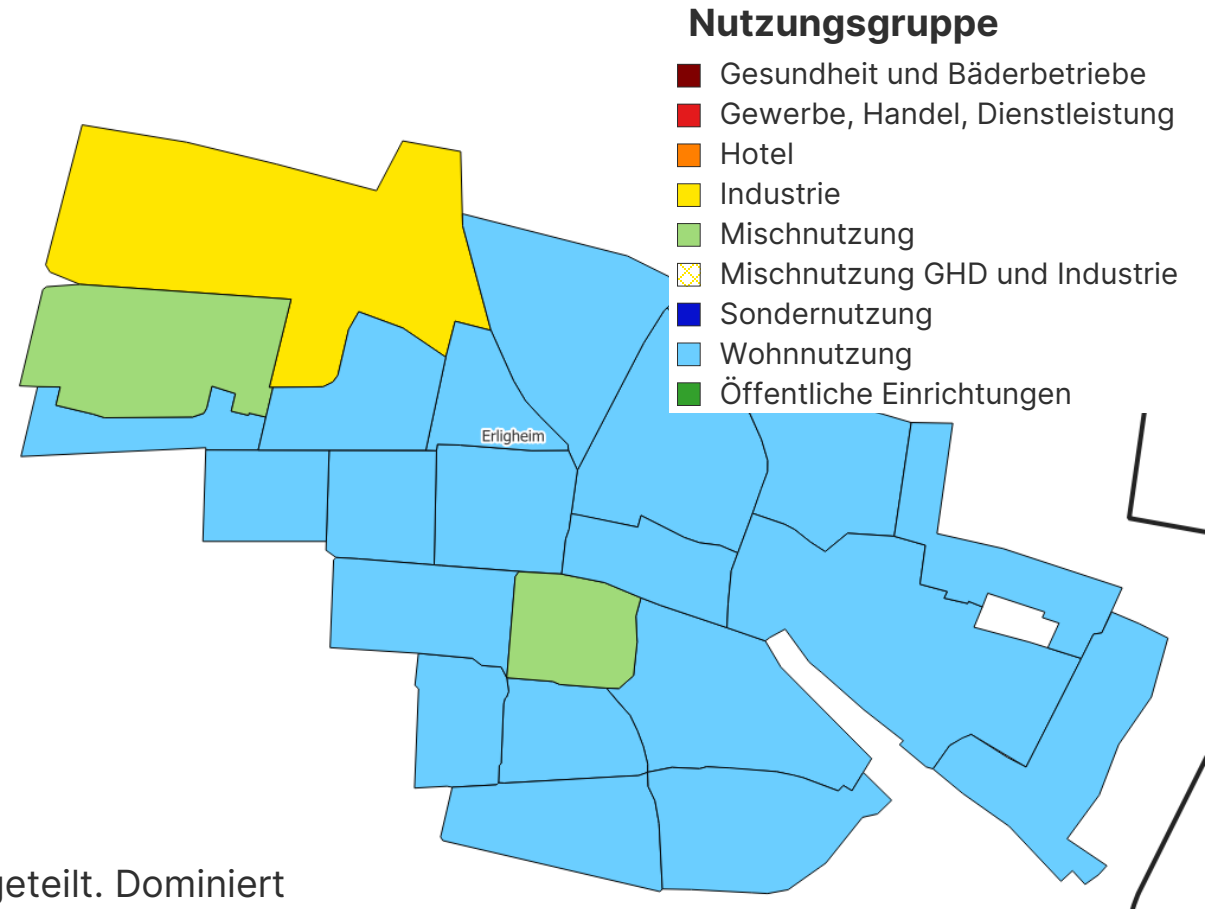 Nutzungsgruppe
Gesundheit und Bäderbetriebe
Gewerbe, Handel, Dienstleistung
Hotel
Industrie
Mischnutzung
Mischnutzung GHD und Industrie
Sondernutzung
Wohnnutzung
Öffentliche Einrichtungen
Erligheim
geteilt. Dominiert